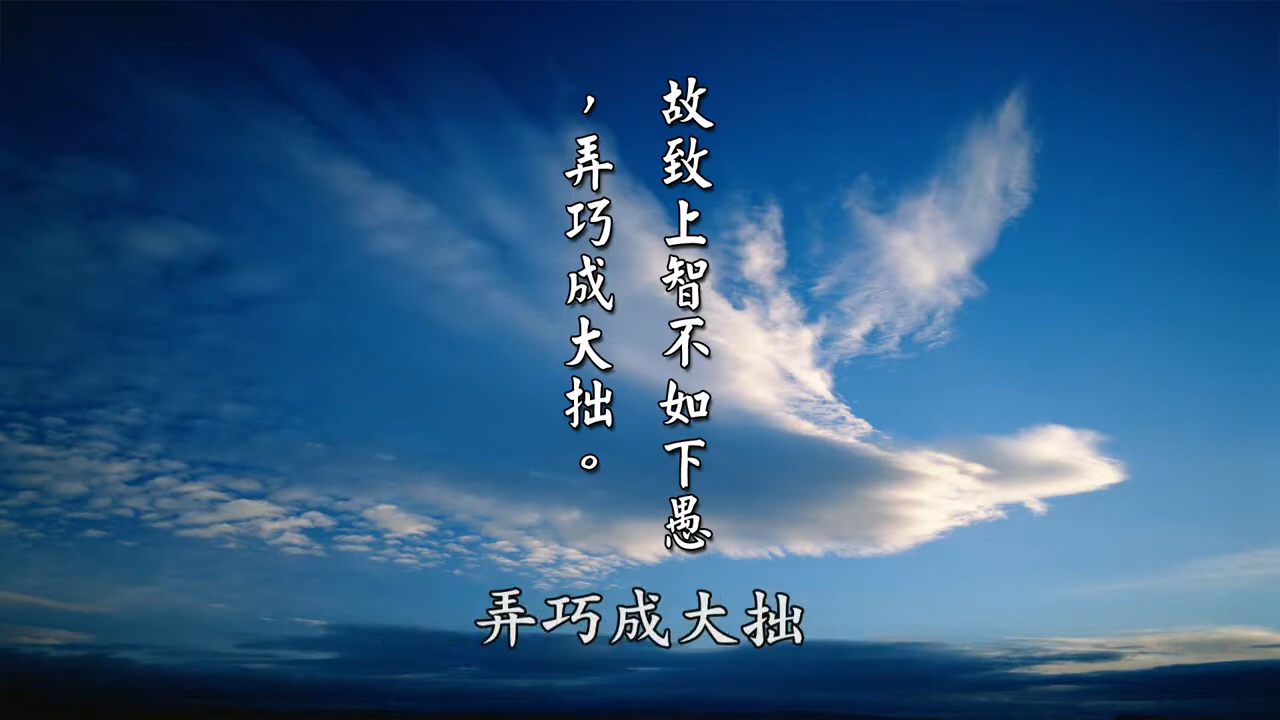 故致上智不如下愚
，弄巧成大拙。
弄巧成大拙